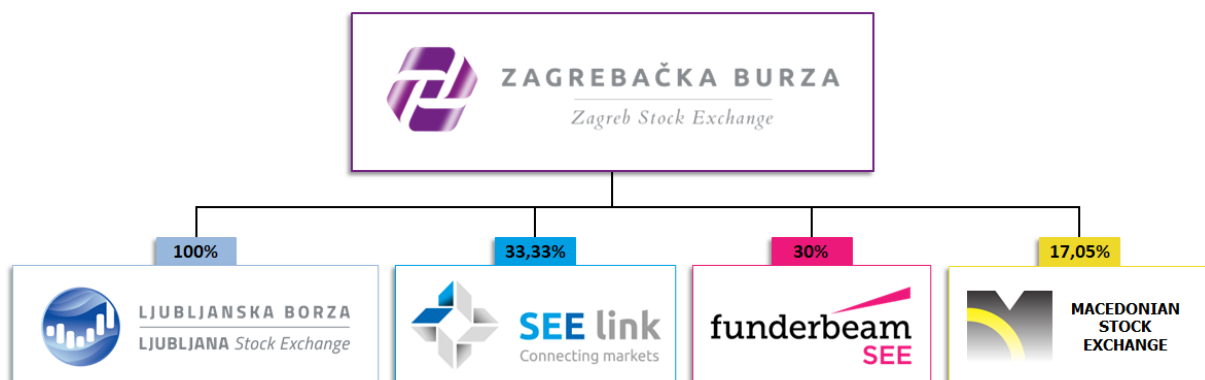 ZAGREBAČKA BURZA
Zagreb Stock Exchange
100%
33,33%
30%
17,05%
LJUBLJANSKA BORZA
LJUBLJANA Stock Exchange
SEE link
Connecting markets
funderbeam
SEE
MACEDONIAN
STOCK
EXCHANGE